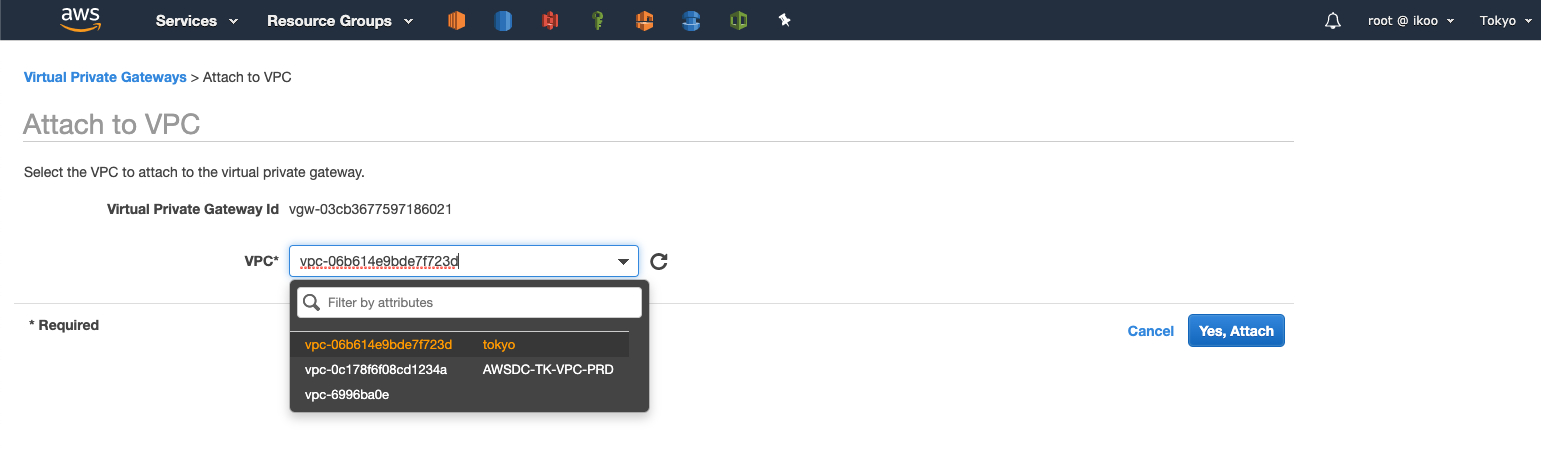 aws Services Resource Groups root @ ikoo Tokyo
Virtual Private Gateways > Attach to VPC
Attach to VPC
Select the VPC to attach to the virtual private gateway.
Virtual Private Gateway Id vgw-03cb3677597186021
VPC* vpc-06b614e9bde7f723d
Filter by attributes
* Required
Cancel Yes, Attach
vpc-06b614e9bde7f723d tokyo
vpc-0c178f6f08cd1234a AWSDC-TK-VPC-PRD
vpc-6996ba0e